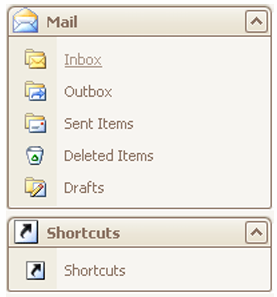 Mail
Inbox
Outbox
Sent Items
Deleted Items
Drafts
Shortcuts
Shortcuts